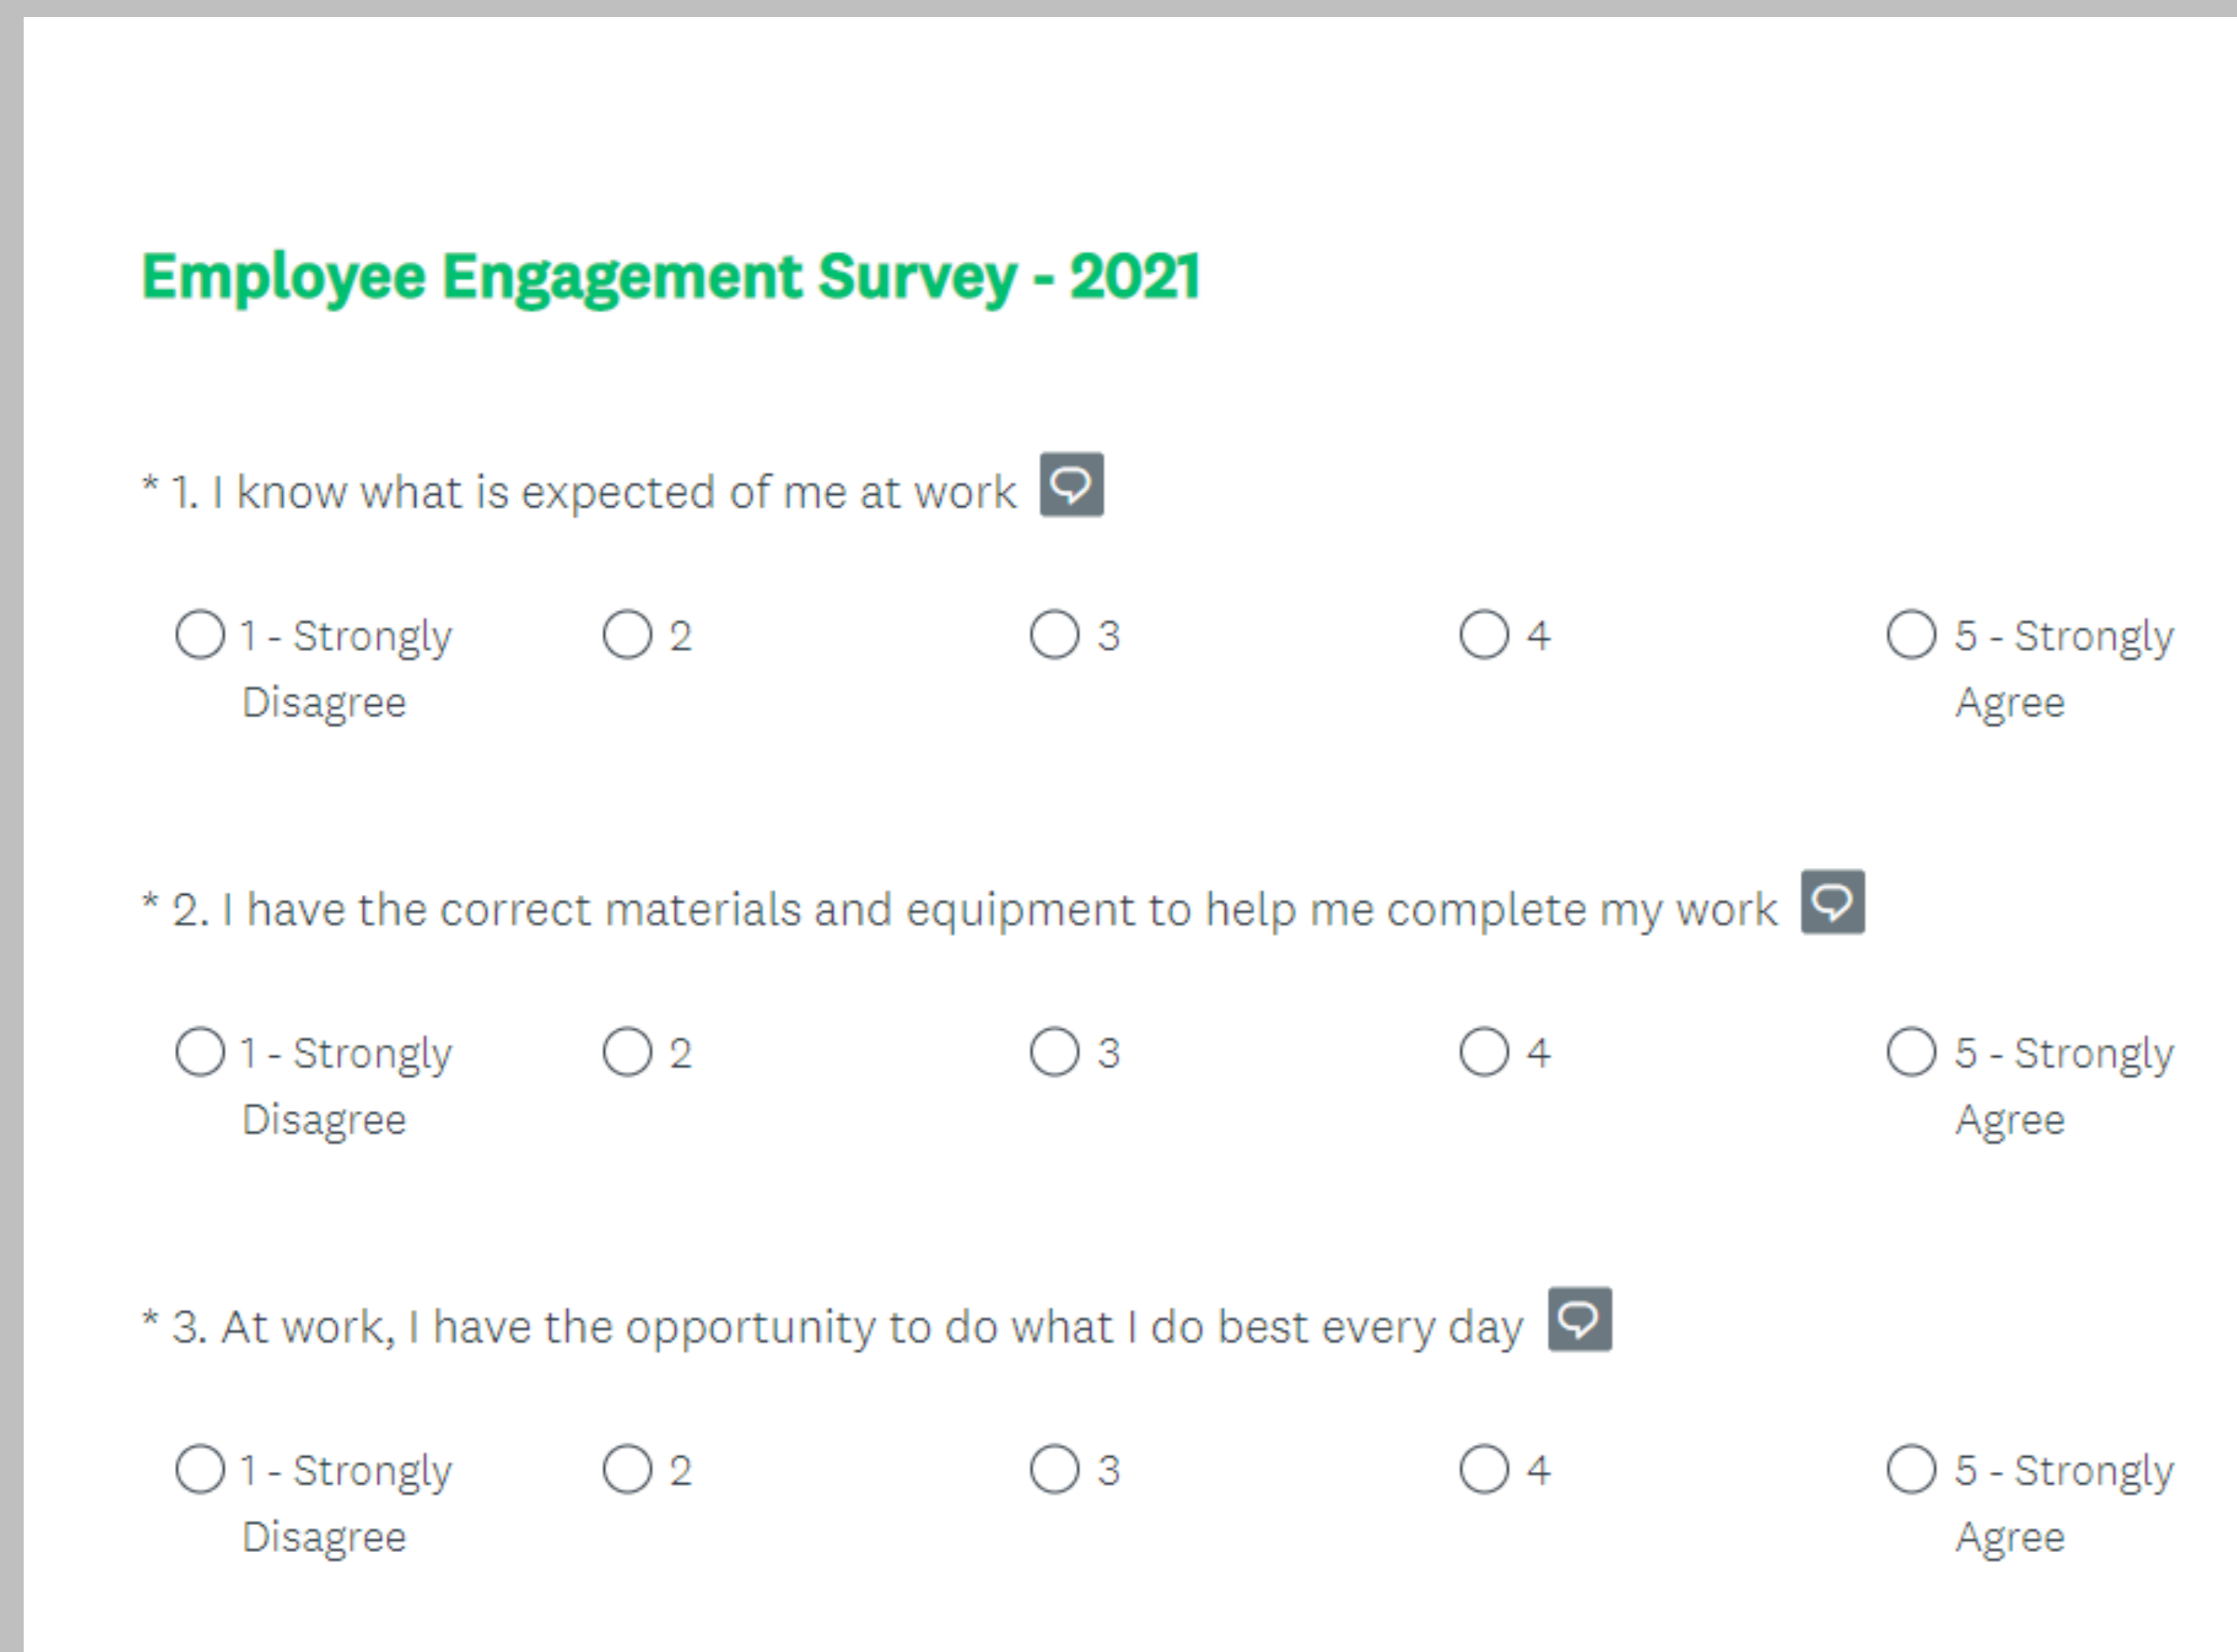 Employee Engagement Survey - 2021
* 1. I know what is expected of me at work
1 - Strongly Disagree
2
3
4
5 - Strongly Agree
* 2. I have the correct materials and equipment to help me complete my work
1 - Strongly Disagree
2
3
4
5 - Strongly Agree
* 3. At work, I have the opportunity to do what I do best every day
1 - Strongly Disagree
2
3
4
5 - Strongly Agree